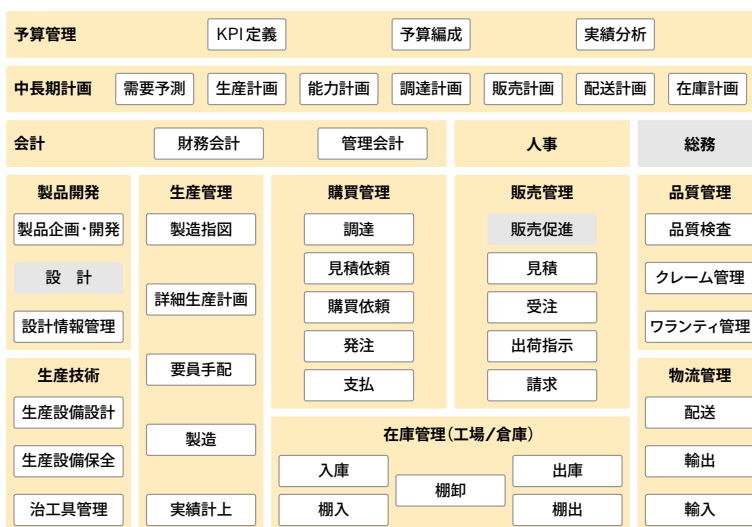 予算管理
KPI定義
予算編成
実績分析
中長期計画
需要予測
生産計画
能力計画
調達計画
販売計画
配送計画
在庫計画
会計
財務会計
管理会計
人事
総務
製品開発
製品企画・開発
設　計
設計情報管理
生産技術
生産設備設計
生産設備保全
治工具管理
生産管理
製造指図
詳細生産計画
要員手配
製造
実績計上
購買管理
調達
見積依頼
購買依頼
発注
支払
販売管理
販売促進
見積
受注
出荷指示
請求
在庫管理(工場/倉庫)
入庫
棚入
棚卸
出庫
棚出
品質管理
品質検査
クレーム管理
ワランティ管理
物流管理
配送
輸出
輸入